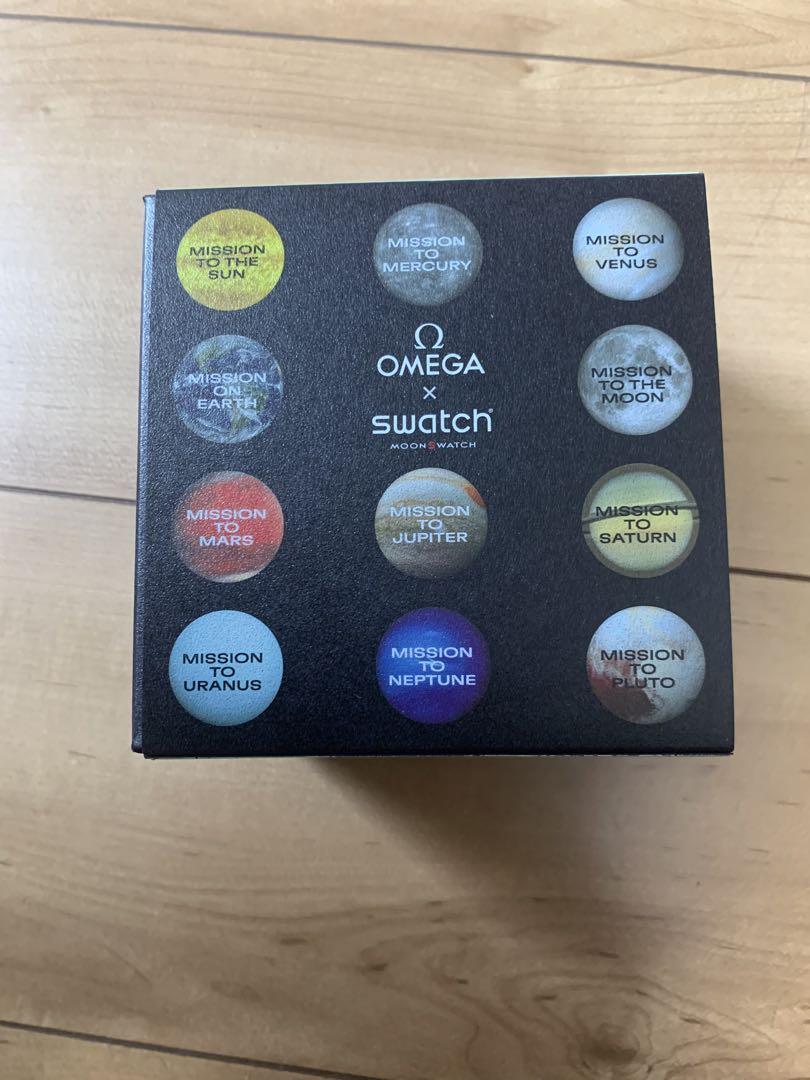 MISSION
TO THE
SUN
MISSION
TO
MERCURY
MISSION
TO
VENUS
MISSION
ON
EARTH
Ω
OMEGA
×
swatch®
MOONSWATCH
MISSION
TO THE
MOON
MISSION
TO
MARS
MISSION
TO
JUPITER
MISSION
TO
SATURN
MISSION
TO
URANUS
MISSION
TO
NEPTUNE
MISSION
TO
PLUTO